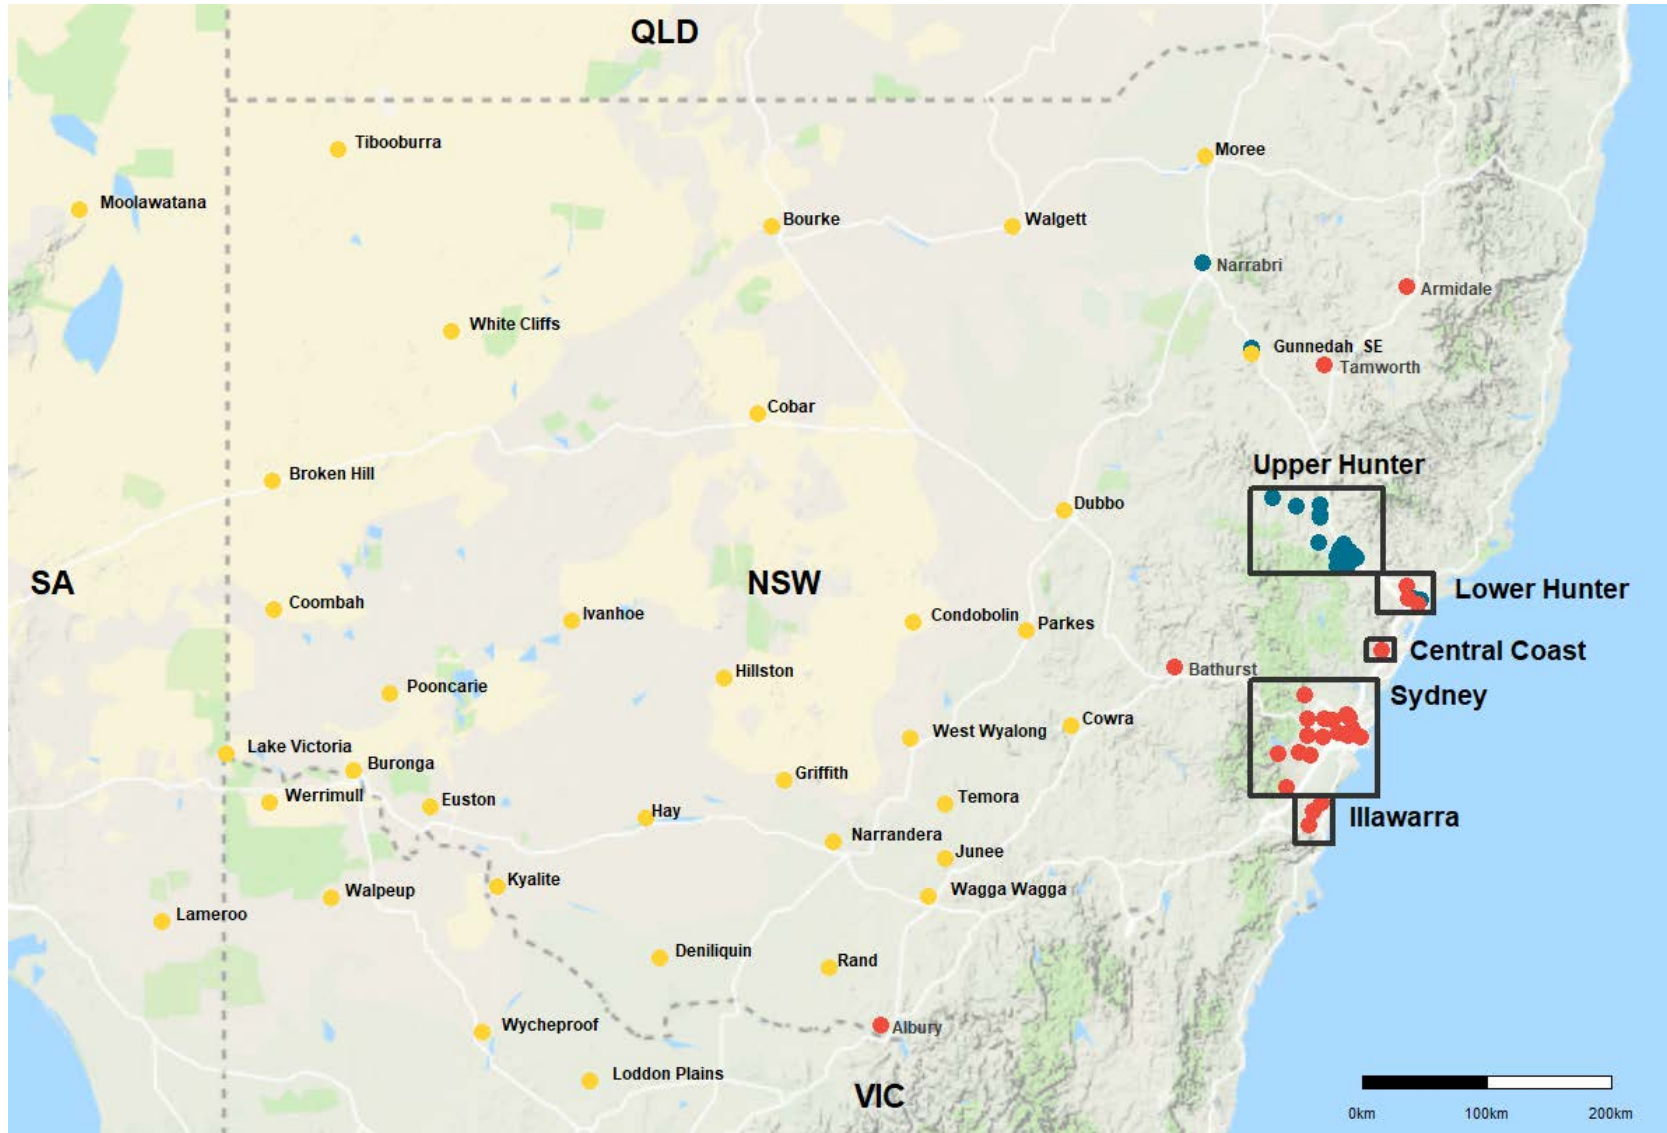 QLD
Tibooburra
Moree
Moolawatana
Bourke
Walgett
Narrabri
Armidale
White Cliffs
Gunnedah SE
Tamworth
Cobar
Upper Hunter
Broken Hill
Dubbo
SA
NSW
Lower Hunter
Coombah
Ivanhoe
Condobolin
Parkes
Central Coast
Hillston
Bathurst
Pooncarie
Sydney
Cowra
West Wyalong
Lake Victoria
Buronga
Griffith
Werrimull
Euston
Temora
Hay
Illawarra
Narrandera
Junee
Kyalite
Walpeup
Wagga Wagga
Lameroo
Deniliquin
Rand
Wycheproof
Albury
Loddon Plains
VIC
0km 100km 200km